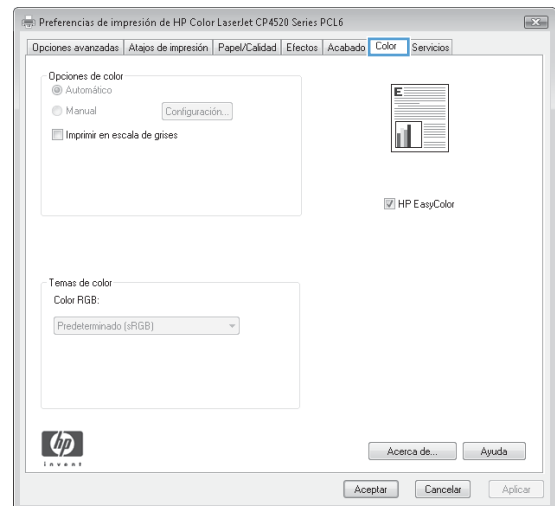 Preferencias de impresión de HP Color LaserJet CP4520 Series PCL6
Opciones avanzadas Atajos de impresión Papel/Calidad Efectos Acabado Color Servicios
Opciones de color
Automático
Manual Configuración...
Imprimir en escala de grises
E
HP EasyColor
Temas de color
Color RGB:
Predeterminado (sRGB)
hp
invent
Acerca de... Ayuda
Aceptar Cancelar Aplicar